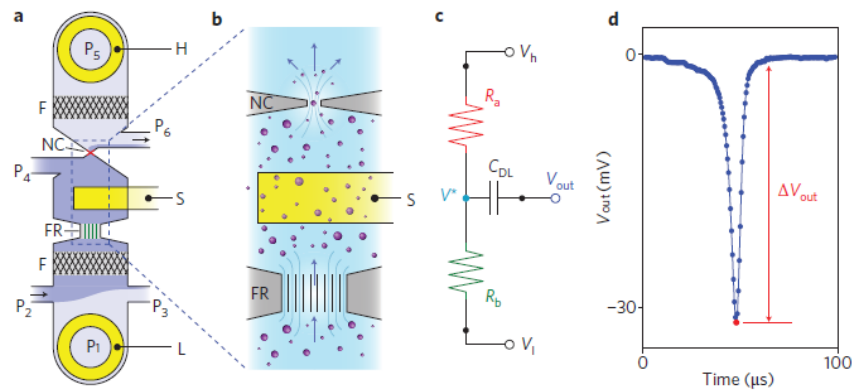 a
P5
H
F
NC
P6
P4
S
FR
F
P2
P3
P1
L
b
NC
S
FR
c
Vh
Ra
CDL
V*
Vout
Rb
Vl
d
0
Vout (mV)
ΔVout
−30
0
100
Time (μs)